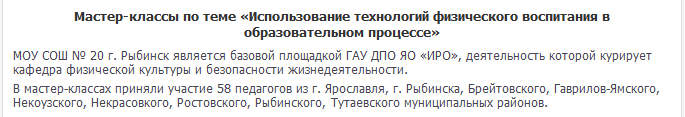 Мастер-классы по теме «Использование технологий физического воспитания в
образовательном процессе»
МОУ СОШ № 20 г. Рыбинск является базовой площадкой ГАУ ДПО ЯО «ИРО», деятельность которой курирует
кафедра физической культуры и безопасности жизнедеятельности.
В мастер-классах приняли участие 58 педагогов из г. Ярославля, г. Рыбинска, Брейтовского, Гаврилов-Ямского,
Некоузского, Некрасовкого, Ростовского, Рыбинского, Тутаевского муниципальных районов.